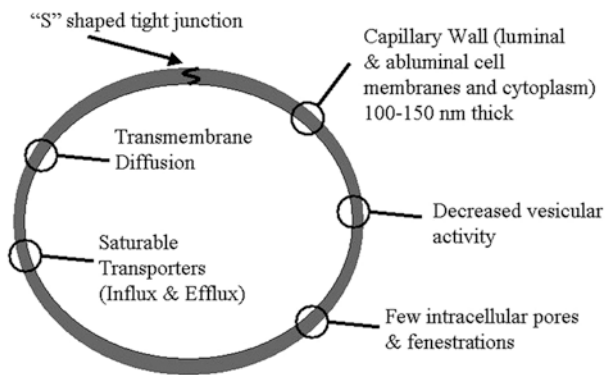 “S” shaped tight junction
Capillary Wall (luminal
& abluminal cell
membranes and cytoplasm)
100-150 nm thick
Transmembrane
Diffusion
Decreased vesicular
activity
Saturable
Transporters
(Influx & Efflux)
Few intracellular pores
& fenestrations